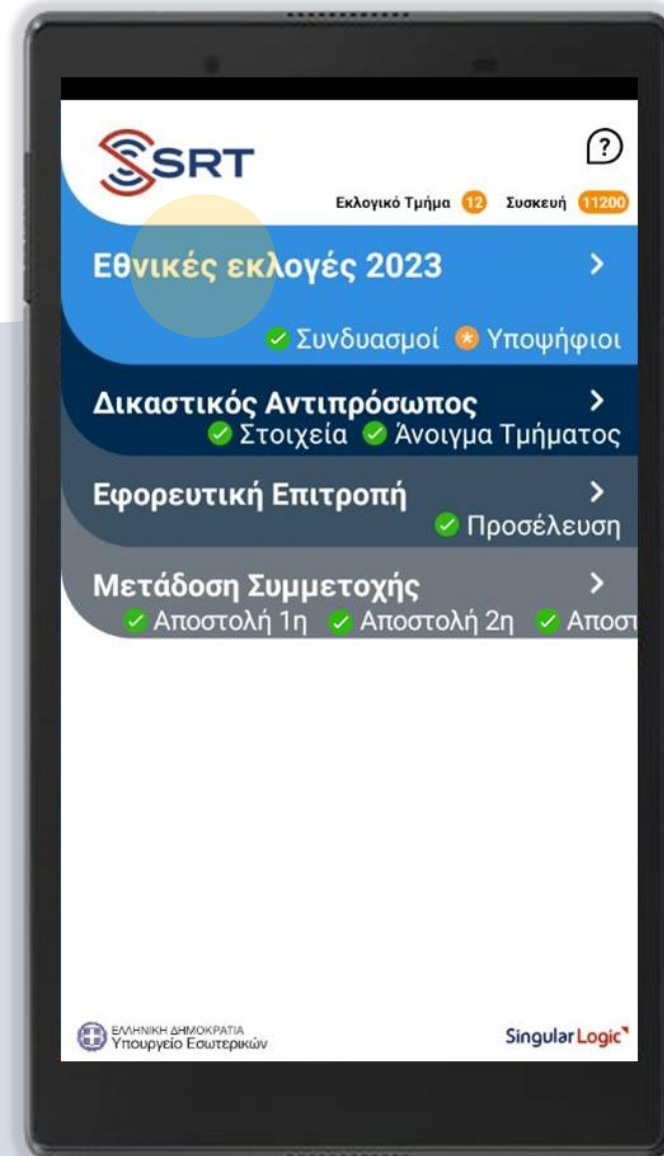 SRT
?
Εκλογικό Τμήμα 12 Συσκευή 11200
Εθνικές εκλογές 2023
Συνδυασμοί Υποψήφιοι
Δικαστικός Αντιπρόσωπος
Στοιχεία Άνοιγμα Τμήματος
Εφορευτική Επιτροπή
Προσέλευση
Μετάδοση Συμμετοχής
Αποστολή 1η Αποστολή 2η Αποστ
ΕΛΛΗΝΙΚΗ ΔΗΜΟΚΡΑΤΙΑ
Υπουργείο Εσωτερικών
SingularLogic